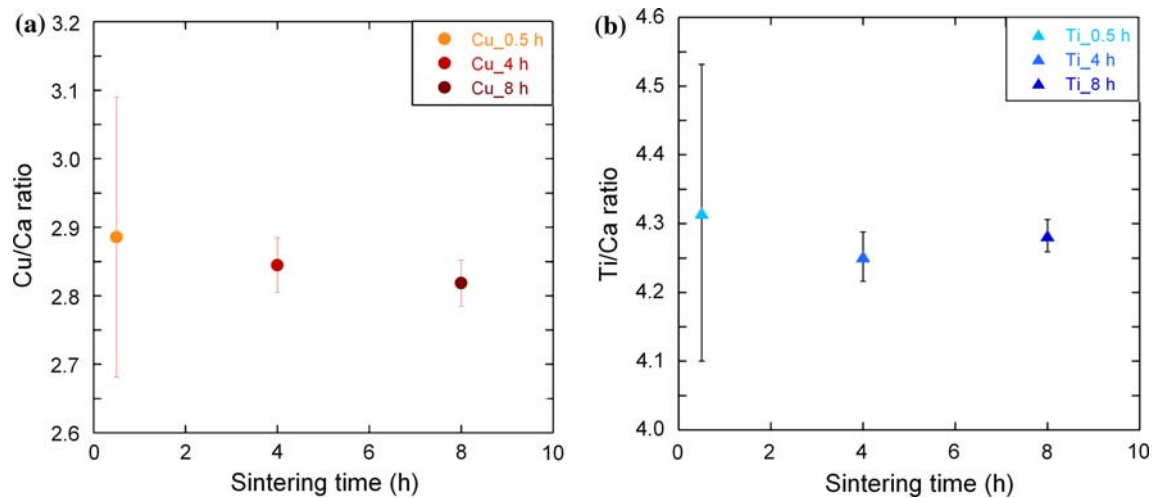 (a)
3.2
3.1
3.0
2.9
2.8
2.7
2.6
Cu/Ca ratio
Cu_0.5 h
Cu_4 h
Cu_8 h
0 2 4 6 8 10
Sintering time (h)
(b)
4.6
4.5
4.4
4.3
4.2
4.1
4.0
Ti/Ca ratio
Ti_0.5 h
Ti_4 h
Ti_8 h
0 2 4 6 8 10
Sintering time (h)